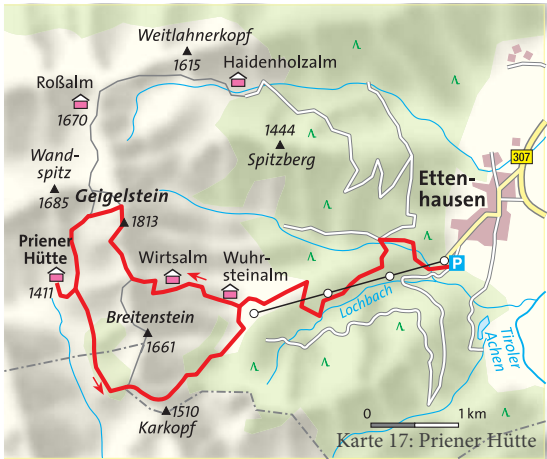 Weitlahnerkopf
1615
Haidenholzalm
Roßalm
1670
307
1444
Spitzberg
Wand-
spitz
1685
Etten-
hausen
Geigelstein
1813
Priener
Hütte
1411
Wirtsalm
Wuhr-
steinalm
P
Lochbach
Breitenstein
1661
Tiroler
Achen
1510
Karkopf
0 1 km
Karte 17: Priener Hütte